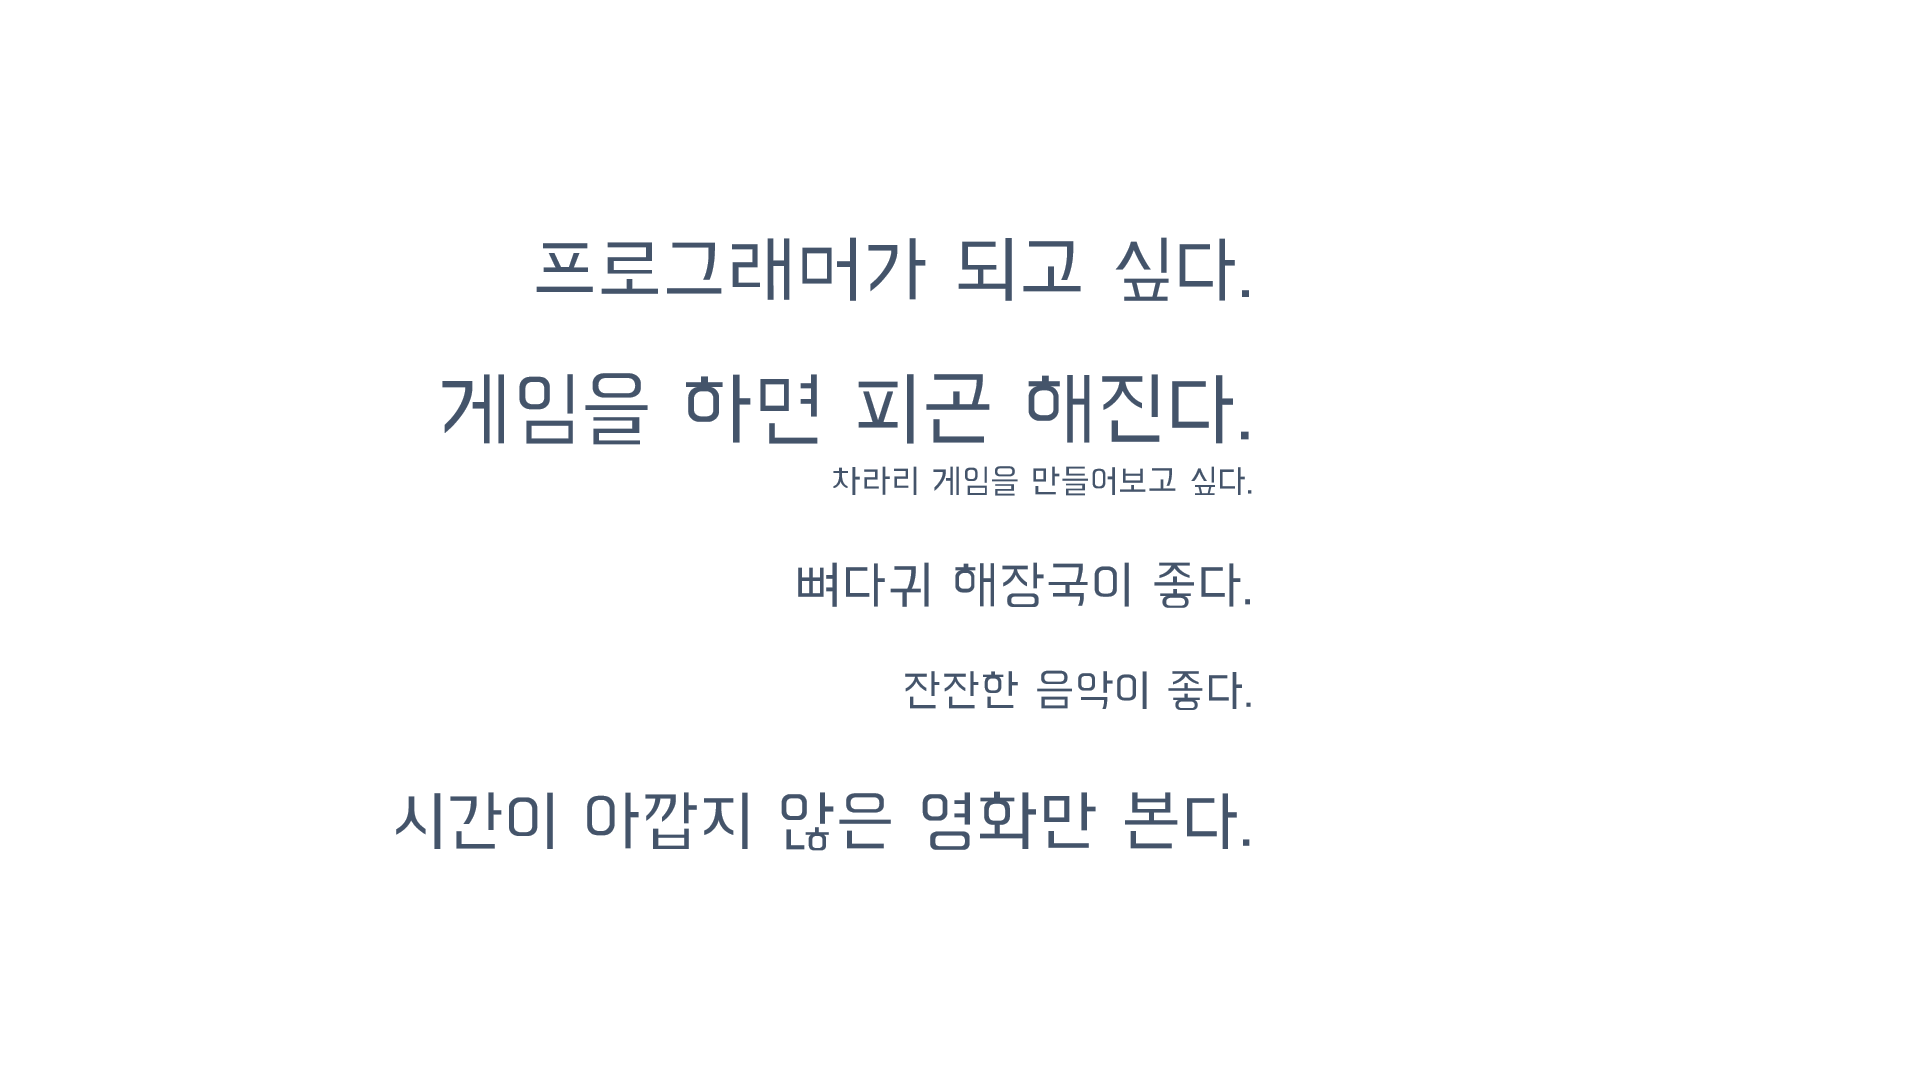 프로그래머가 되고 싶다.
게임을 하면 피곤 해진다.
차라리 게임을 만들어보고 싶다.
뼈다귀 해장국이 좋다.
잔잔한 음악이 좋다.
시간이 아깝지 않은 영화만 본다.